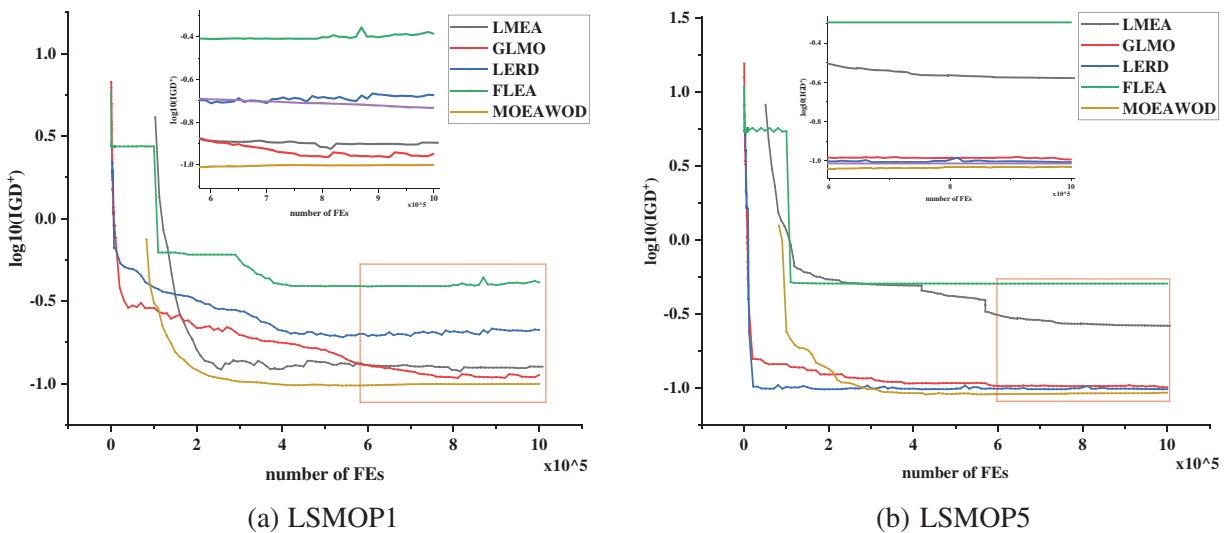 LMEA
GLMO
LERD
FLEA
MOEAWOD
log10(IGD+)
-0.4
-0.6
-0.8
-1.0
6 7 8 9 10
number of FEs
x10^5
log10(IGD+)
1.0
0.5
0.0
-0.5
-1.0
0 2 4 6 8 10
x10^5
number of FEs
(a) LSMOP1
LMEA
GLMO
LERD
FLEA
MOEAWOD
log10(IGD+)
-0.4
-0.6
-0.8
-1.0
6 8 10
number of FEs
x10^5
log10(IGD+)
1.5
1.0
0.5
0.0
-0.5
-1.0
0 2 4 6 8 10
x10^5
number of FEs
(b) LSMOP5